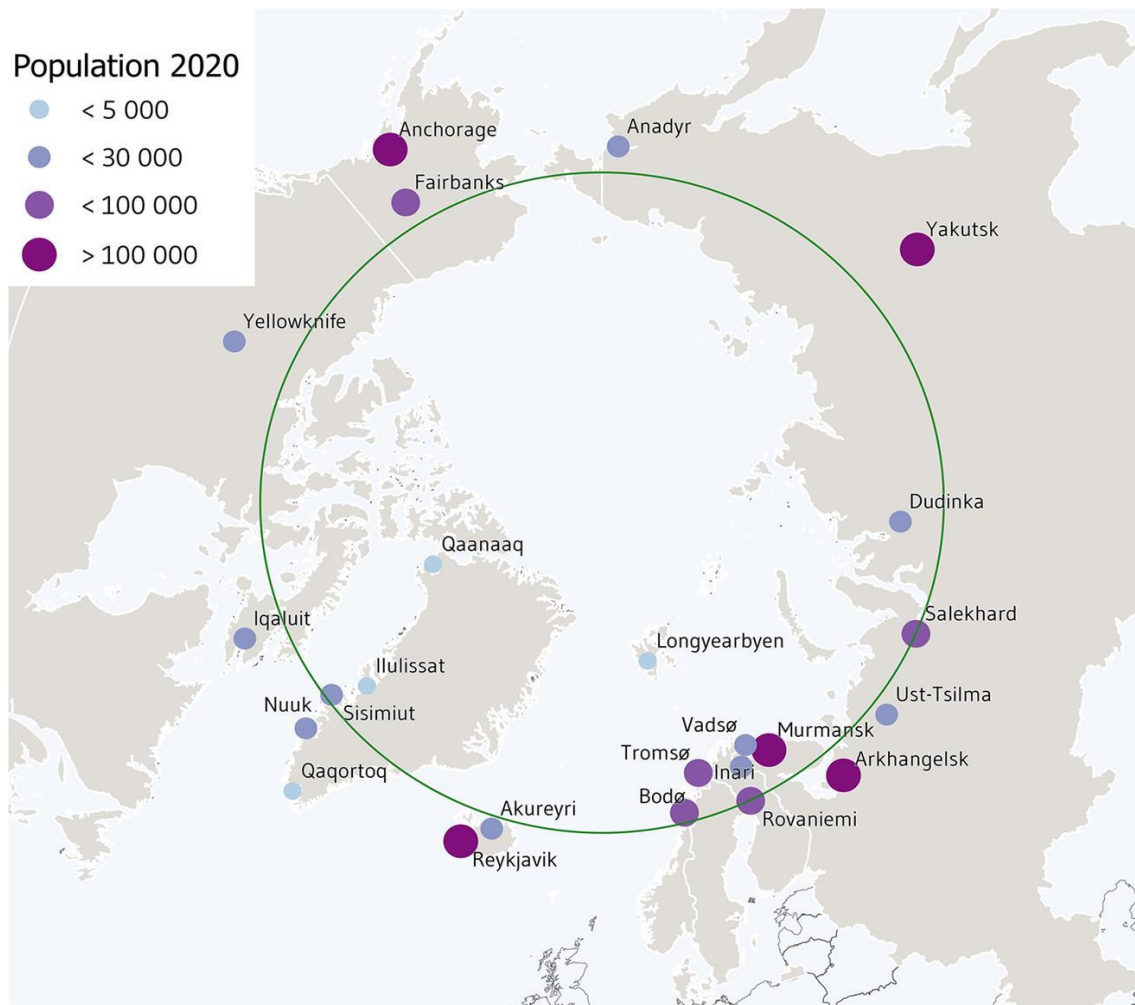 Population 2020
< 5 000
< 30 000
< 100 000
> 100 000
Anchorage
Anadyr
Fairbanks
Yakutsk
Yellowknife
Dudinka
Qaanaaq
Salekhard
Iqaluit
Longyearbyen
Ilulissat
Ust-Tsilma
Nuuk
Sisimiut
Vadsø
Murmansk
Tromsø
Inari
Arkhangelsk
Qaqortoq
Bodø
Akureyri
Rovaniemi
Reykjavik